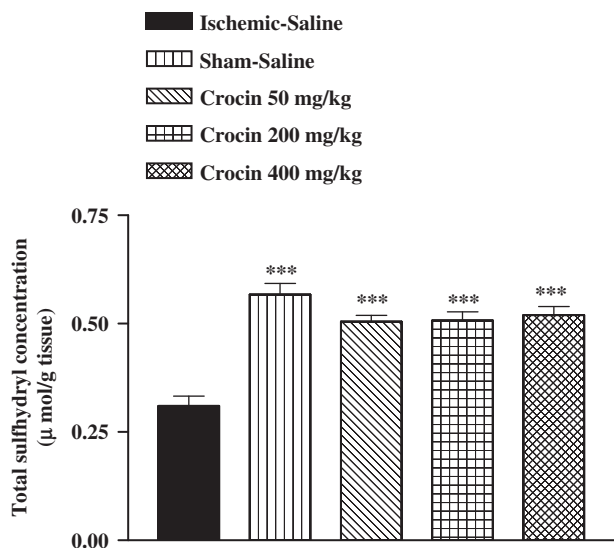 Ischemic-Saline
Sham-Saline
Crocin 50 mg/kg
Crocin 200 mg/kg
Crocin 400 mg/kg
Total sulfhydryl concentration
(μ mol/g tissue)
0.75
0.50
0.25
0.00
***
***
***
***